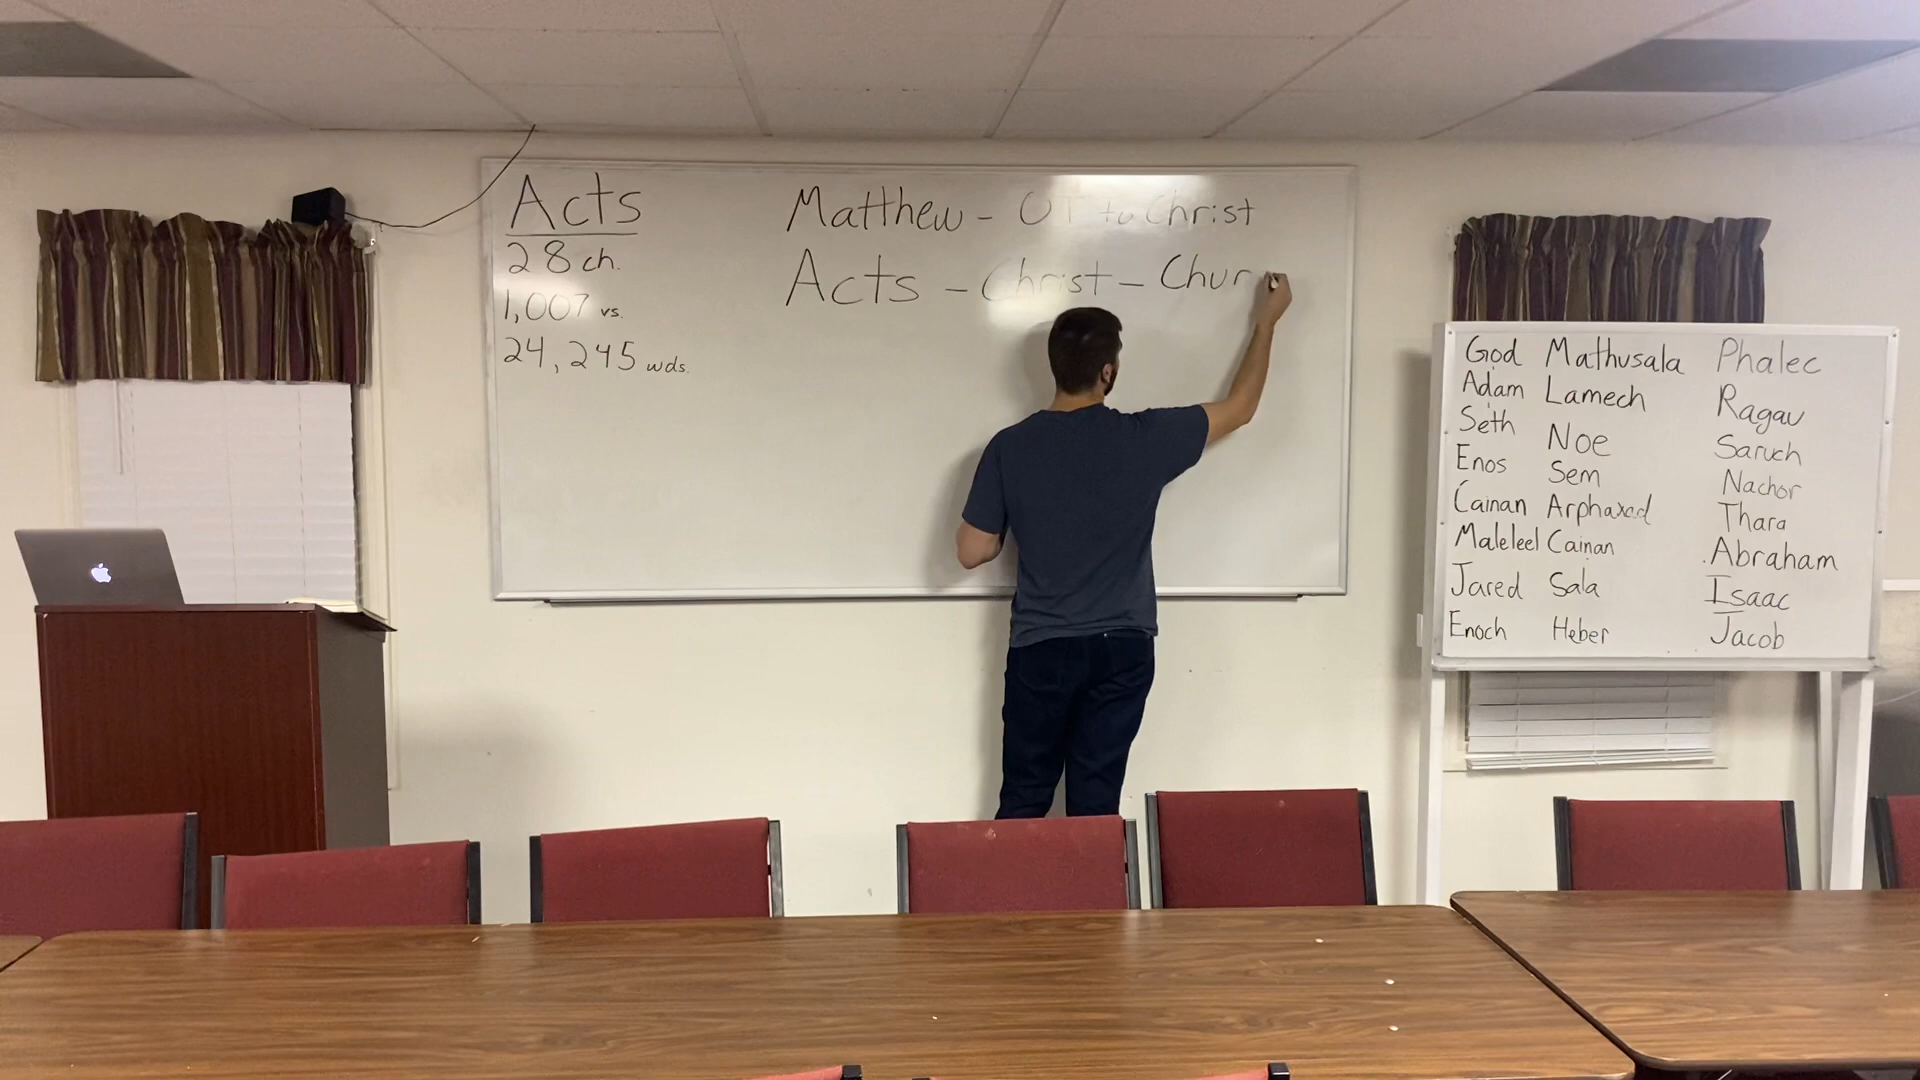 Acts
28 ch.
1,007 vs.
24,245 wds.
Matthew - OT to Christ
Acts - Christ - Chur
God Mathusala Phalec
Adam Lamech Ragau
Seth Noe Saruch
Enos Sem Nachor
Cainan Arphaxad Thara
Maleleel Cainan Abraham
Jared Sala Isaac
Enoch Heber Jacob